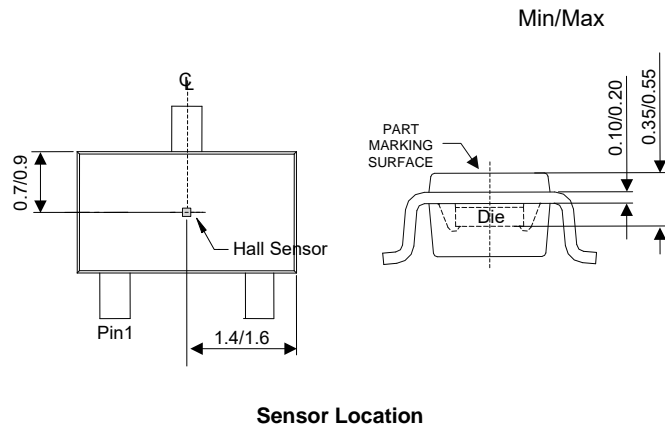 Min/Max
℄
0.7/0.9
Hall Sensor
Pin1
1.4/1.6
PART
MARKING
SURFACE
Die
0.10/0.20
0.35/0.55
Sensor Location